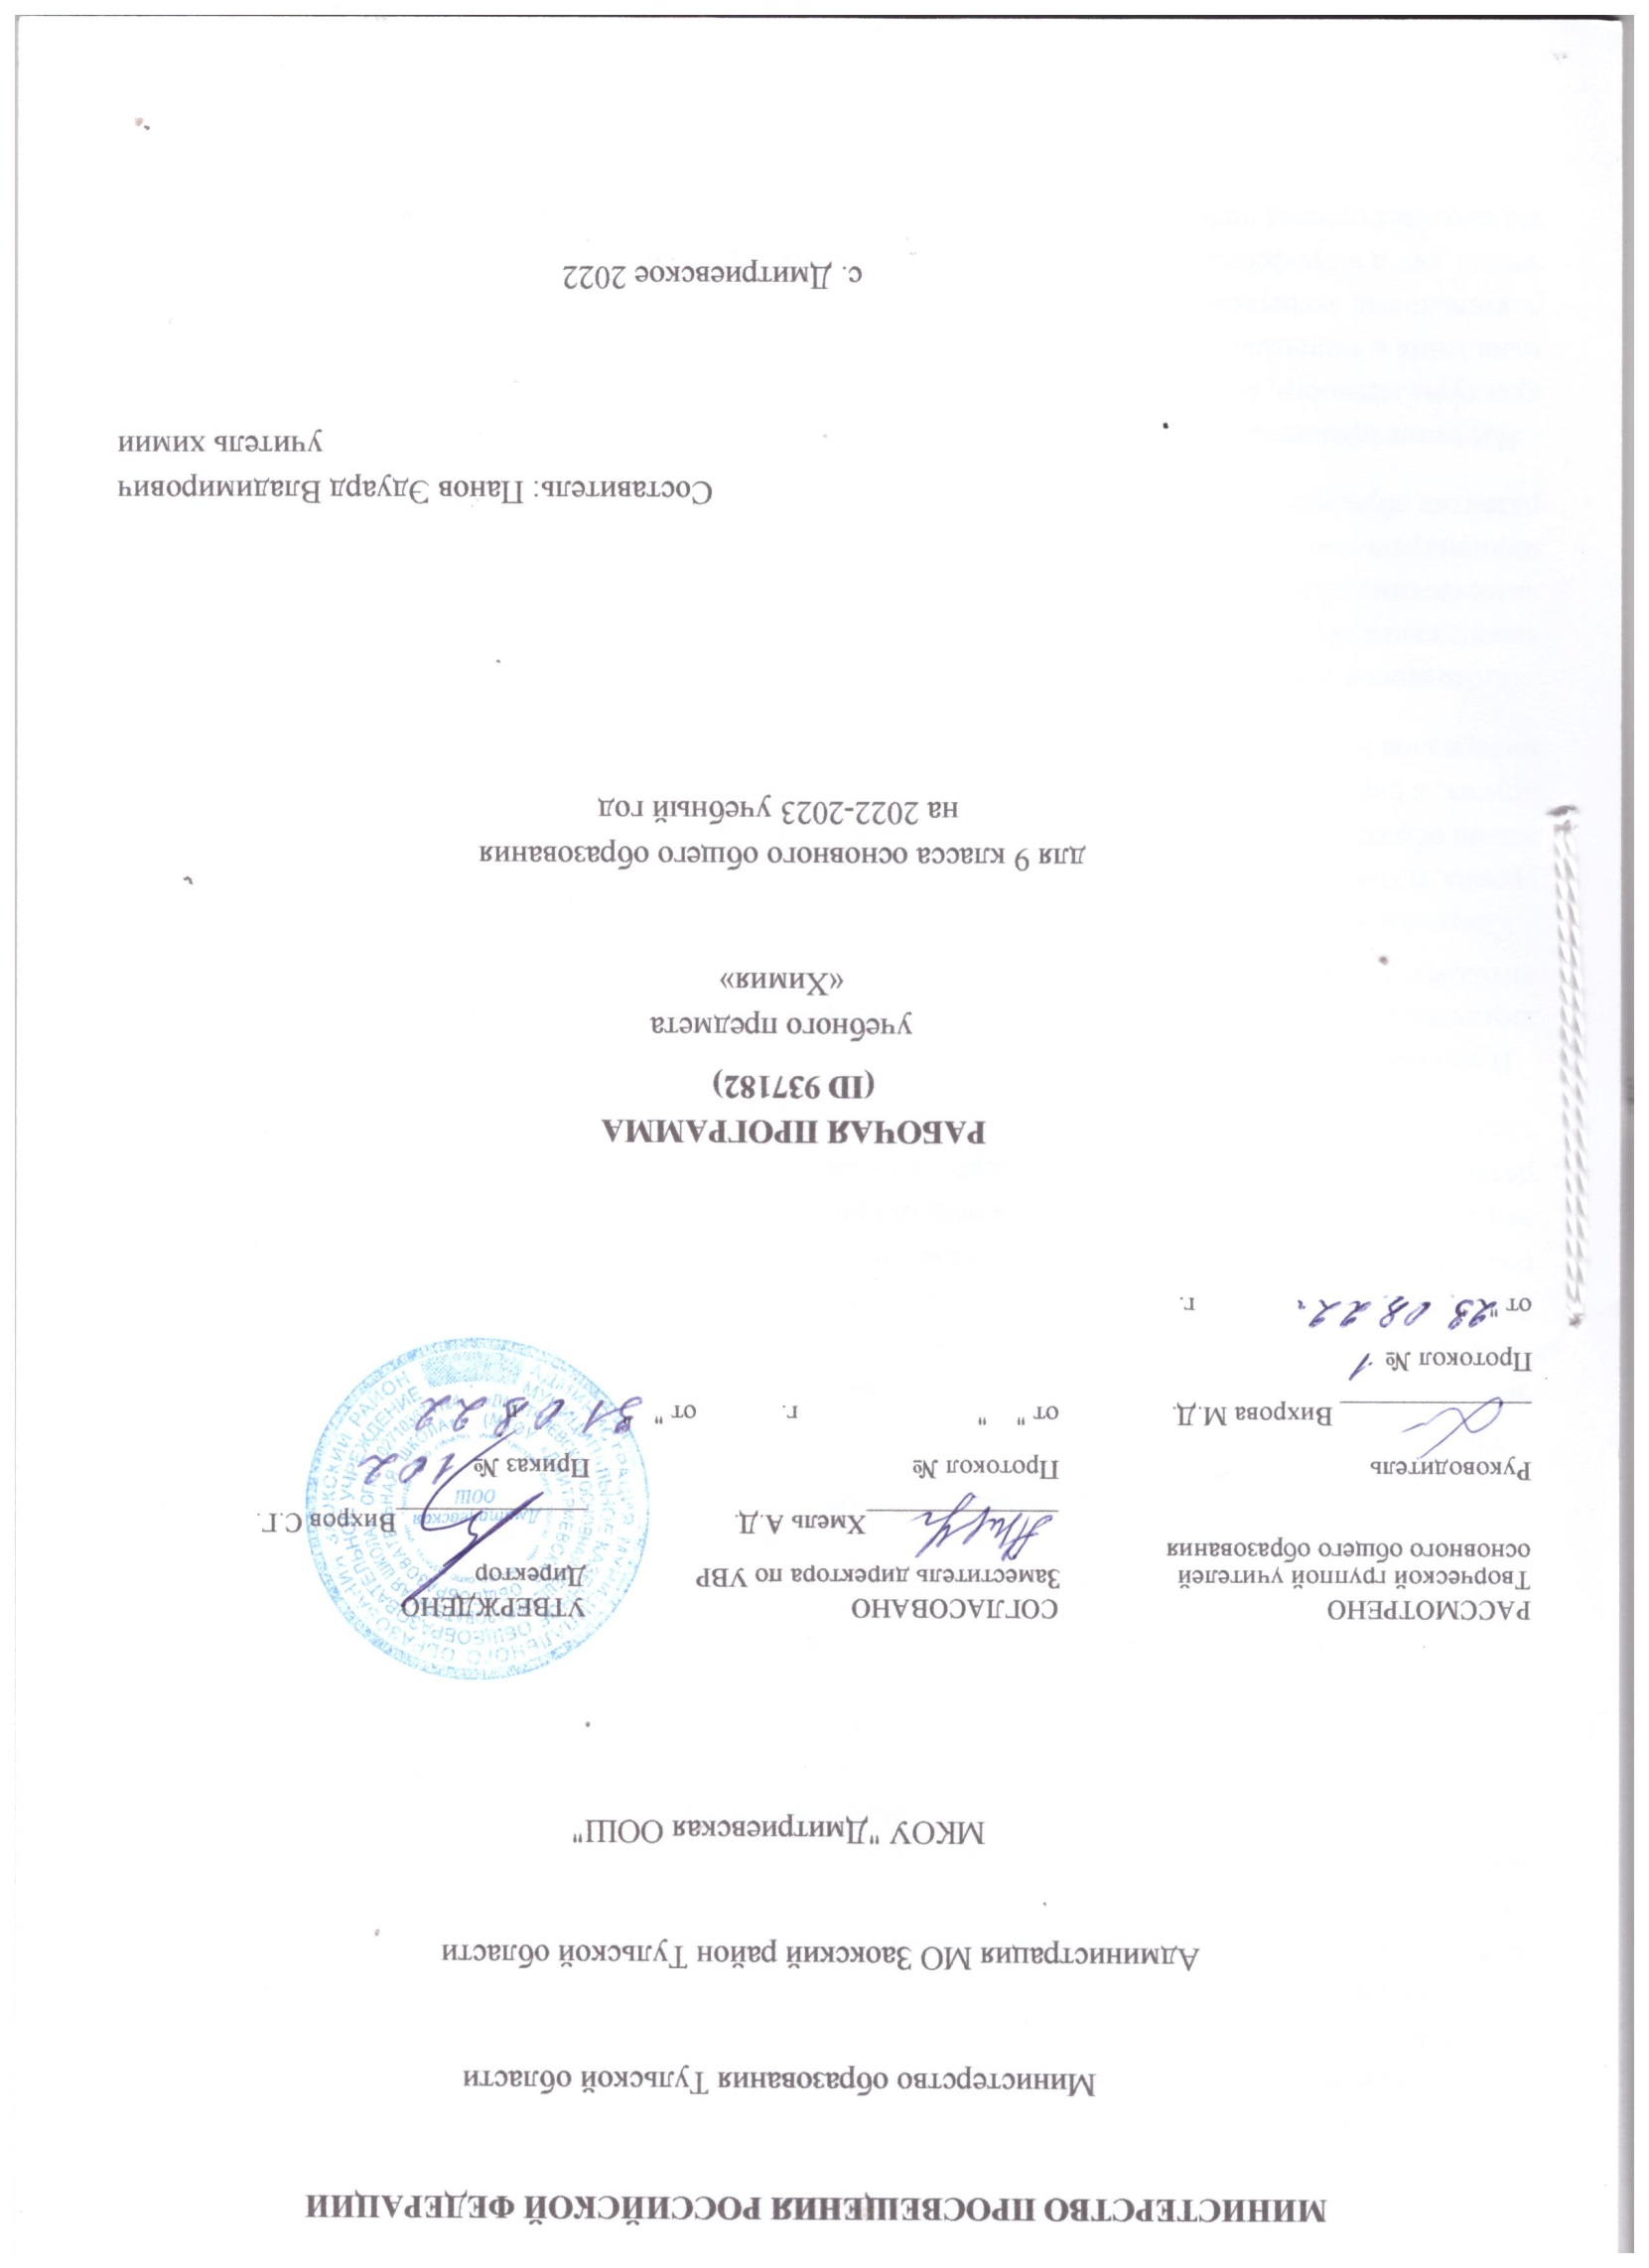 МИНИСТЕРСТВО ПРОСВЕЩЕНИЯ РОССИЙСКОЙ ФЕДЕРАЦИИ
Министерство образования Тульской области
Администрация МО Заокский район Тульской области
МКОУ "Дмитриевская ООШ"
РАССМОТРЕНО
Творческой группой учителей
основного общего образования
Руководитель
Вихрова М.Д.
Протокол № 1
от "23 08 22 г.
СОГЛАСОВАНО
Заместитель директора по УВР
Хмель А.Д.
Протокол №
от " " г.
УТВЕРЖДЕНО
Директор
Вихров С.Г.
Приказ № 102
от " 31 08 22
Дмитриевская
ООШ
РАБОЧАЯ ПРОГРАММА
(ID 937182)
учебного предмета
«Химия»
для 9 класса основного общего образования
на 2022-2023 учебный год
Составитель: Панов Эдуард Владимирович
учитель химии
с. Дмитриевское 2022